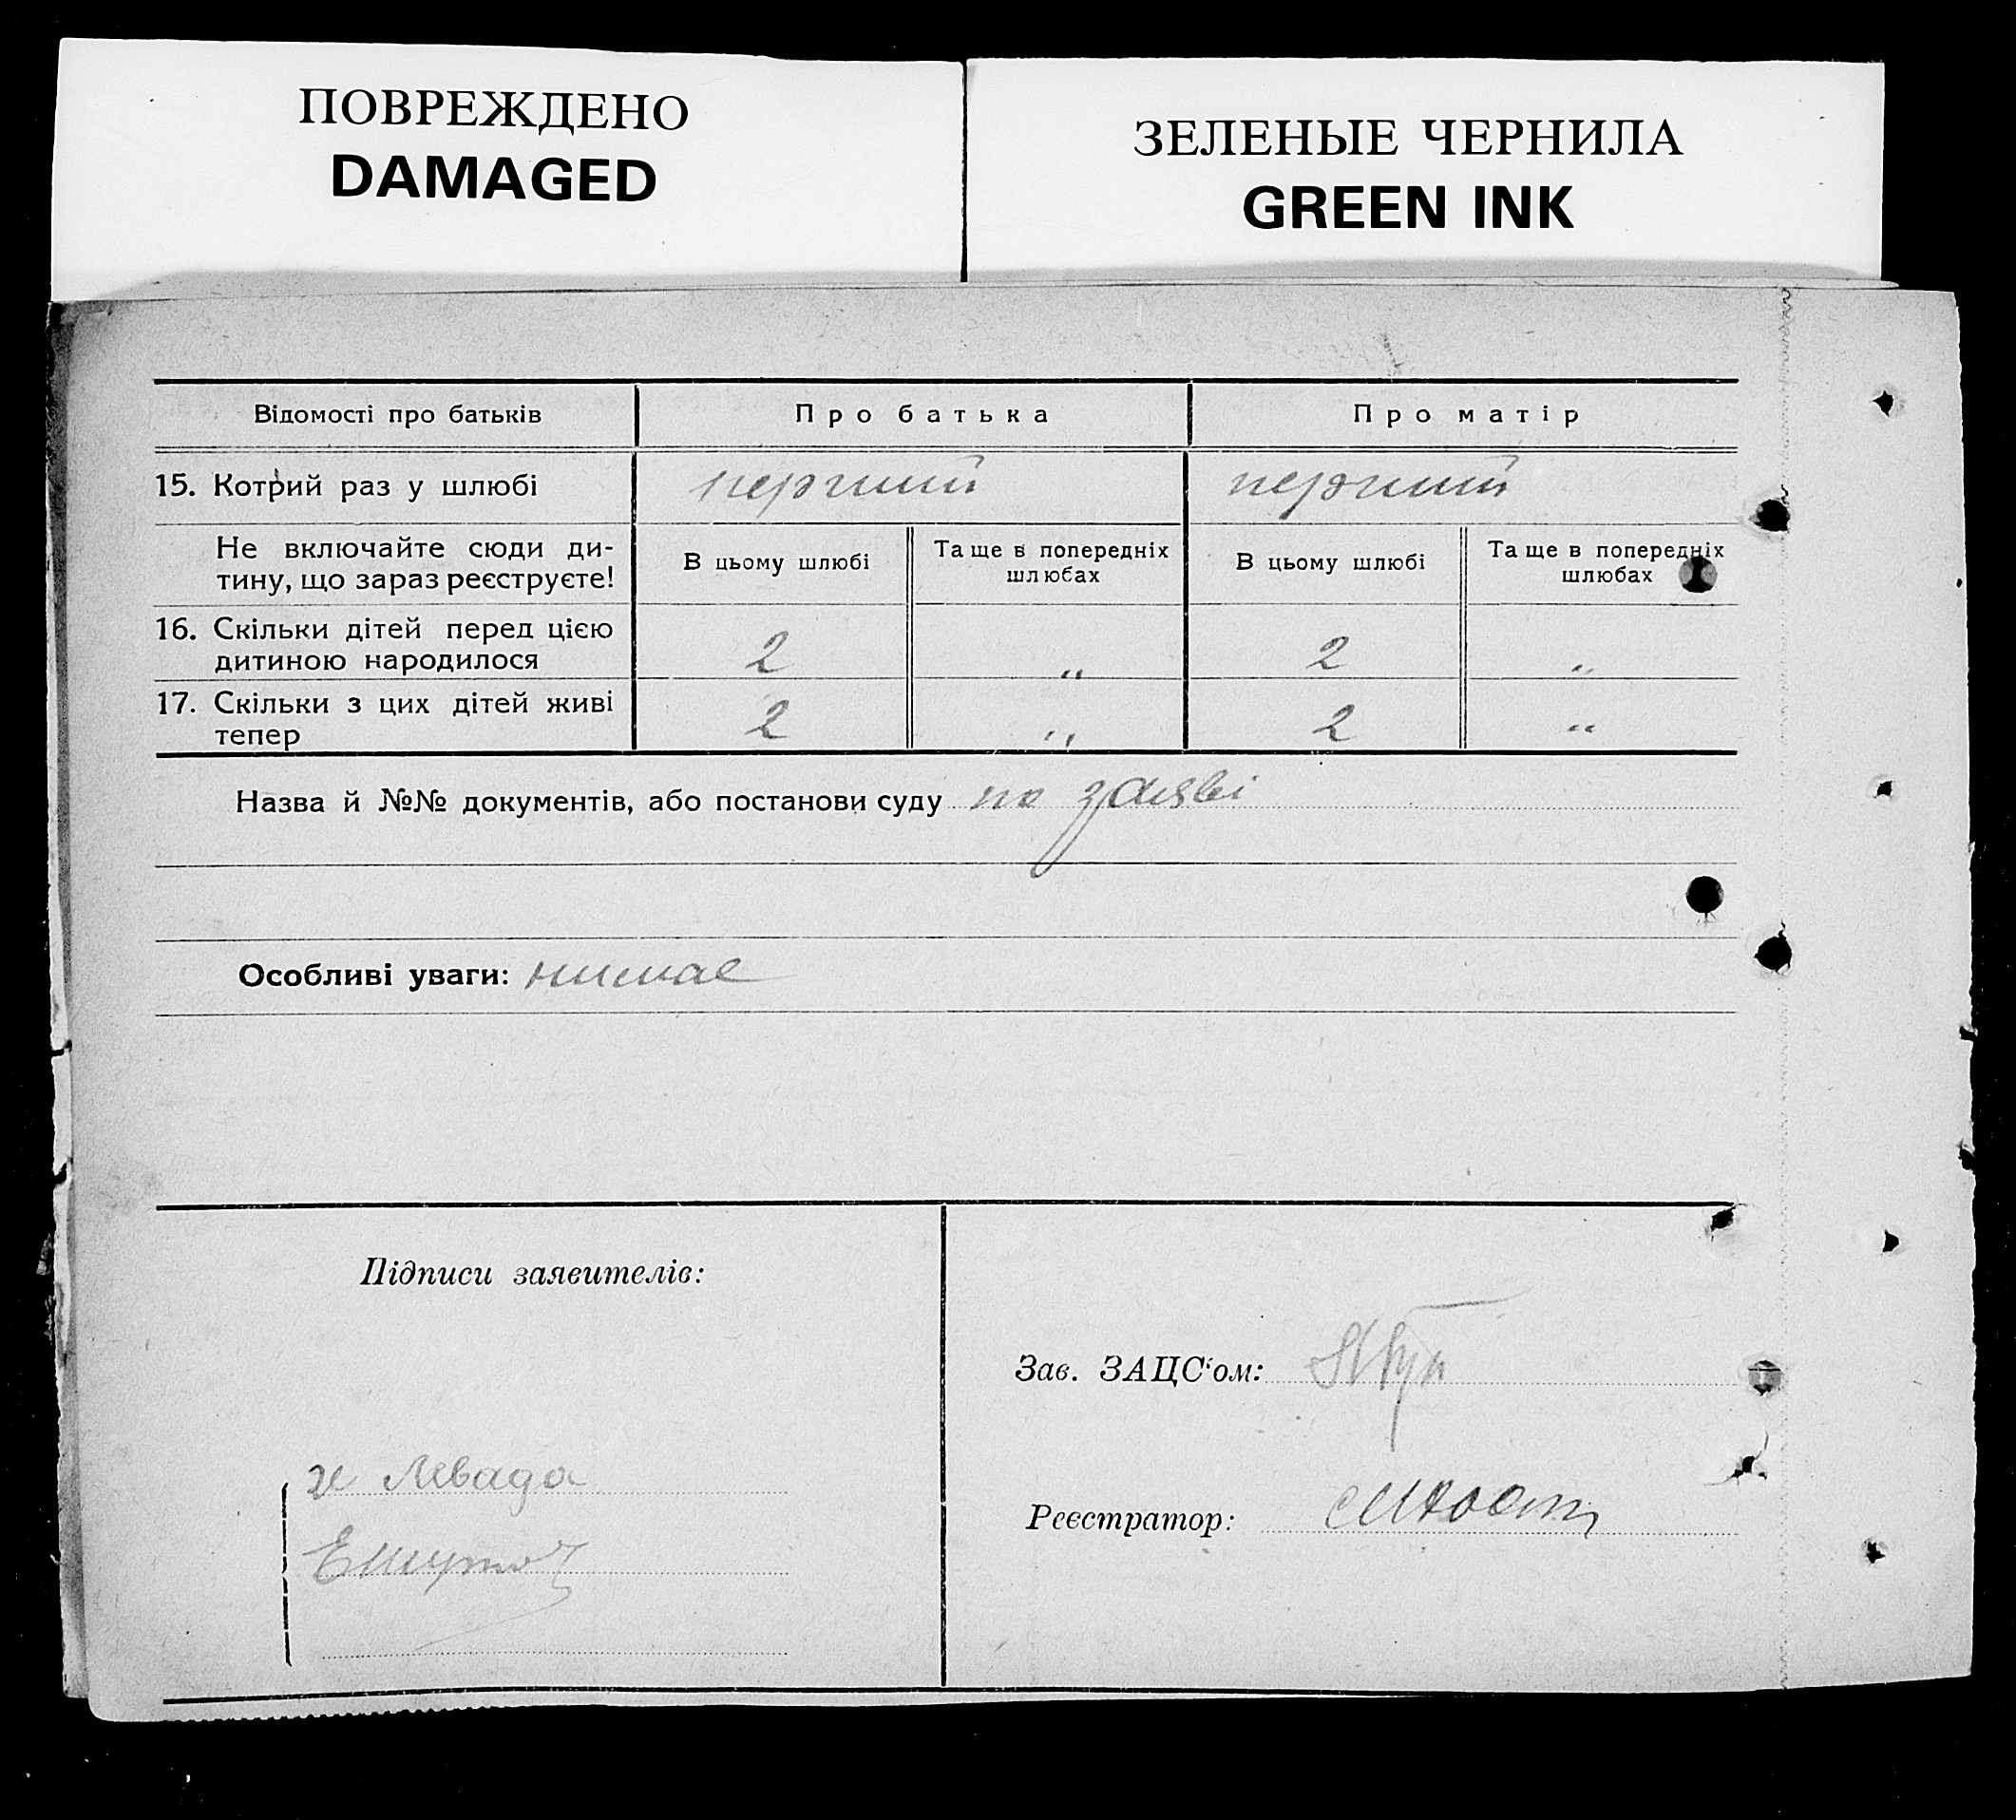 ПОВРЕЖДЕНО
DAMAGED
ЗЕЛЕНЫЕ ЧЕРНИЛА
GREEN INK
Відомості про батьків Про батька Про матір
15. Котрий раз у шлюбі перший перший
Не включайте сюди ди-
тину, що зараз реєструєте!
В цьому шлюбі
Та ще в попередніх
шлюбах
В цьому шлюбі
Та ще в попередніх
шлюбах
16. Скільки дітей перед цією
дитиною народилося 2 „ 2 „
17. Скільки з цих дітей живі
тепер 2 „ 2 „
Назва й №№ документів, або постанови суду по заяві
Особливі уваги: нимае
Підписи заявителів:
Зав. ЗАЦС‘ом:
х Левада
Реєстратор: